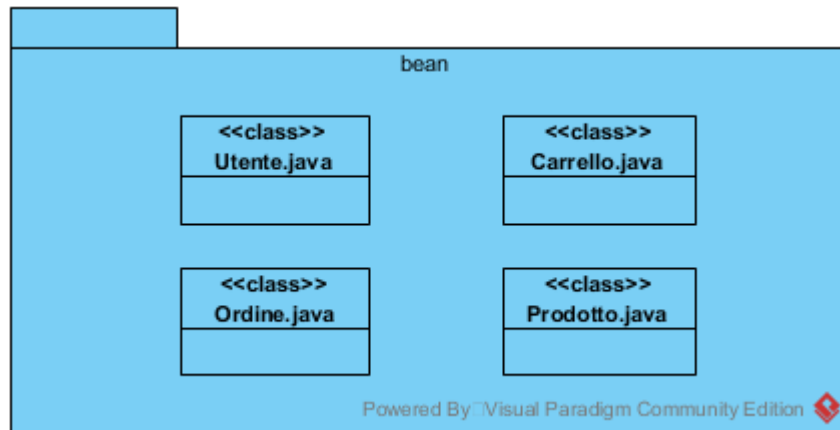 bean
<<class>>
Utente.java
<<class>>
Carrello.java
<<class>>
Ordine.java
<<class>>
Prodotto.java
Powered By Visual Paradigm Community Edition